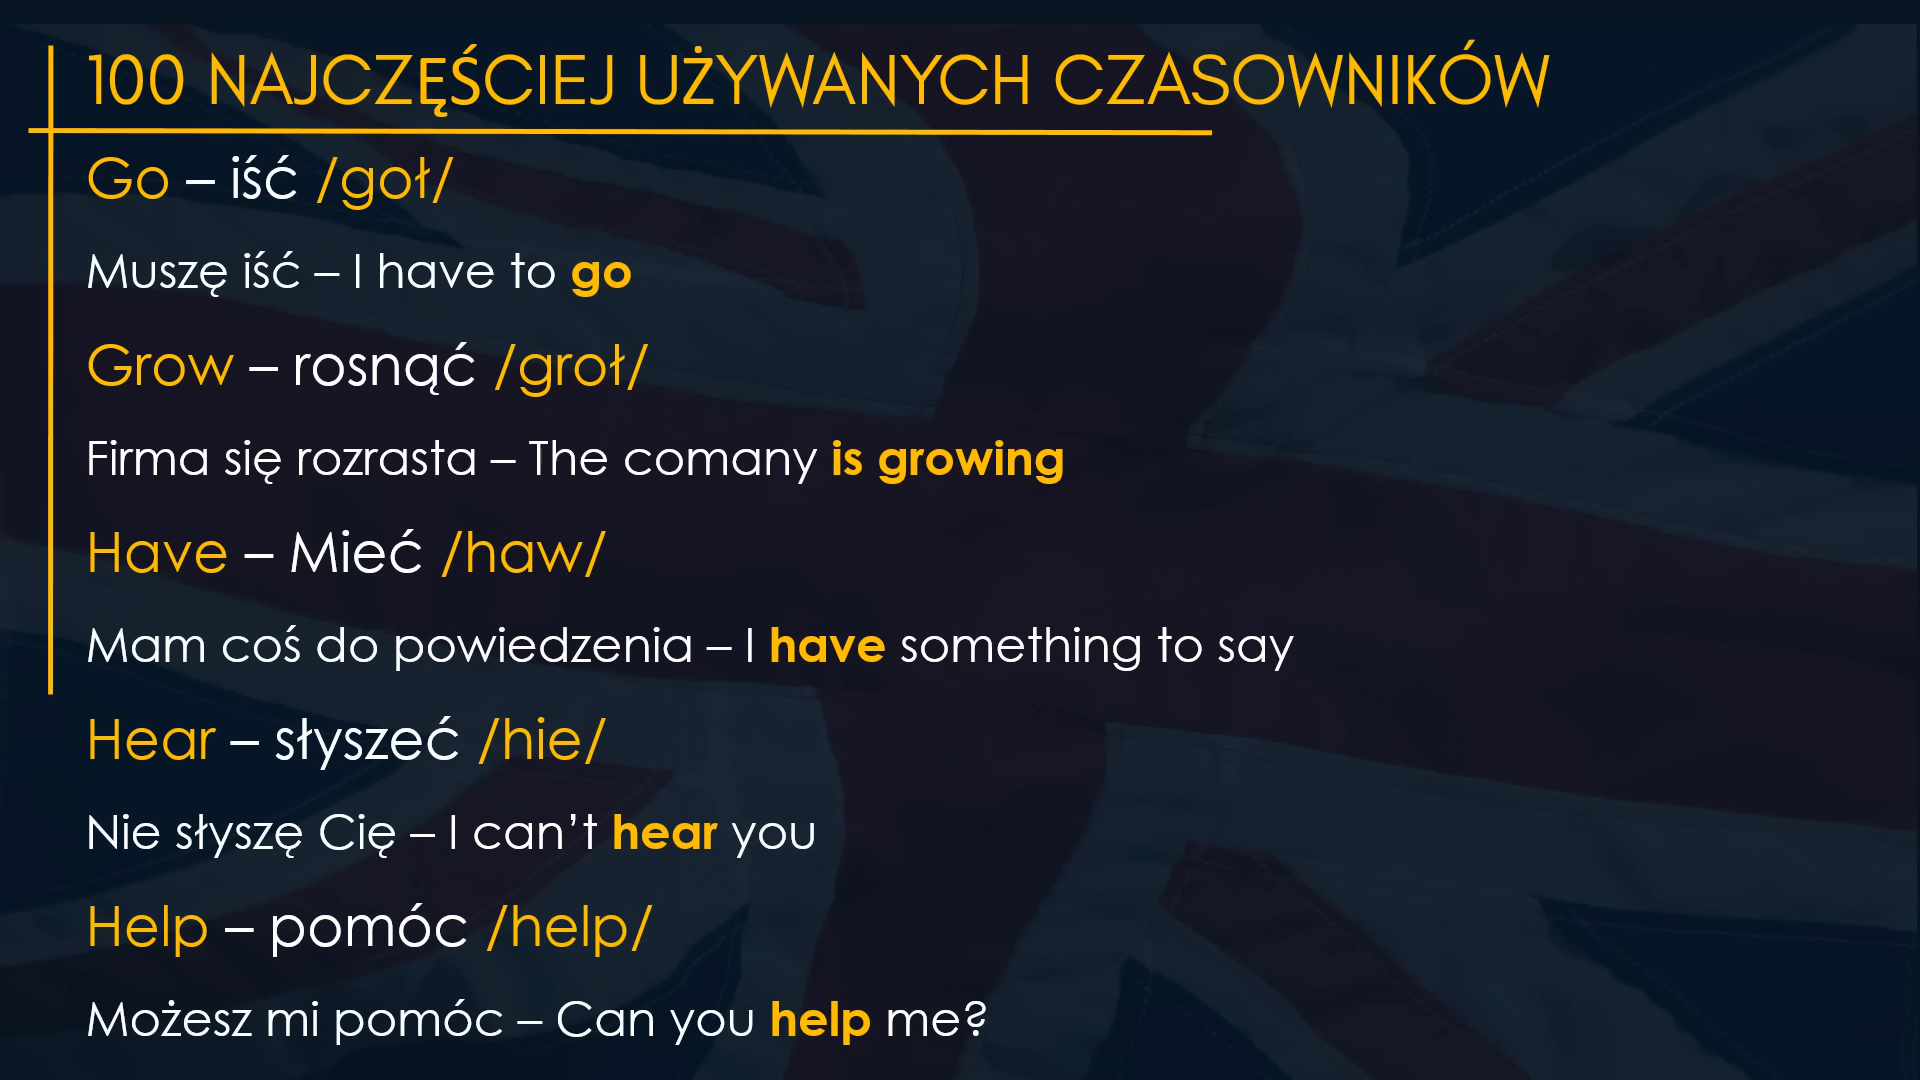 100 NAJCZĘŚCIEJ UŻYWANYCH CZASOWNIKÓW
Go – iść /goł/
Muszę iść – I have to go
Grow – rosnąć /groł/
Firma się rozrasta – The comany is growing
Have – Mieć /haw/
Mam coś do powiedzenia – I have something to say
Hear – słyszeć /hie/
Nie słyszę Cię – I can’t hear you
Help – pomóc /help/
Możesz mi pomóc – Can you help me?